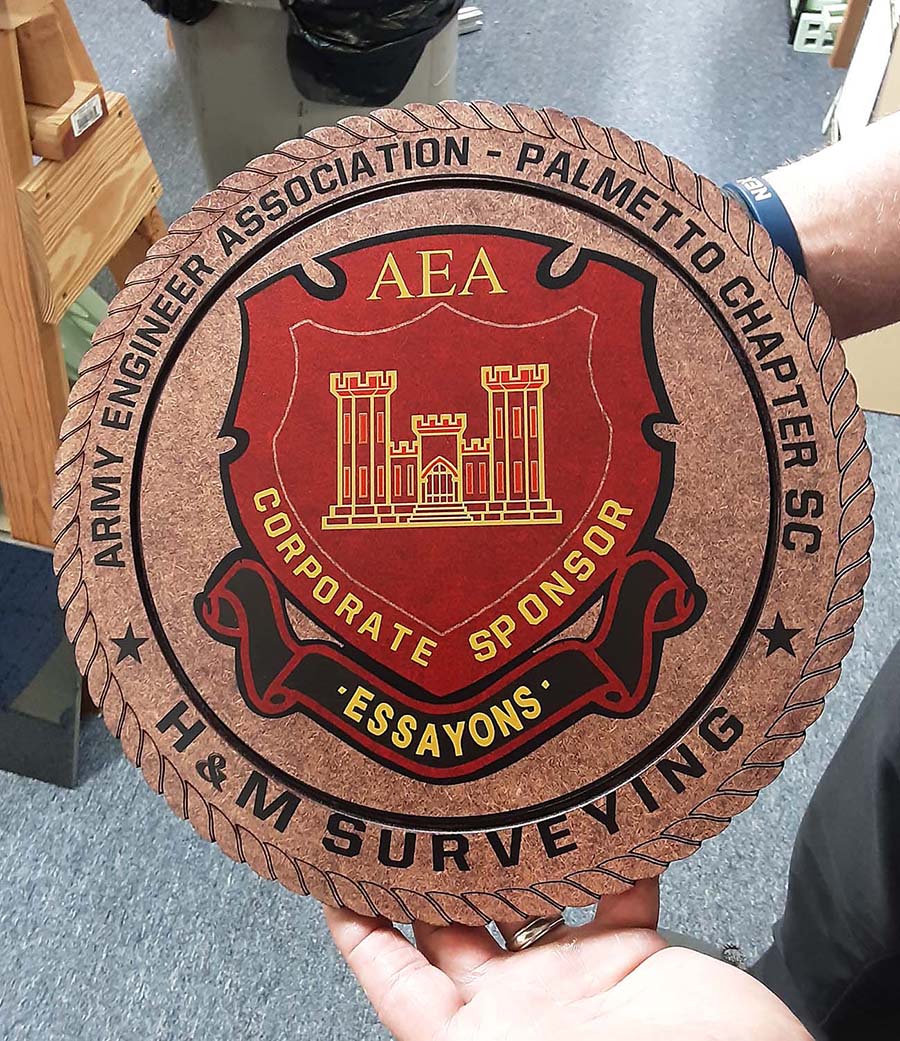 ARMY ENGINEER ASSOCIATION - PALMETTO CHAPTER SC
AEA
CORPORATE SPONSOR
·ESSAYONS·
H&M SURVEYING